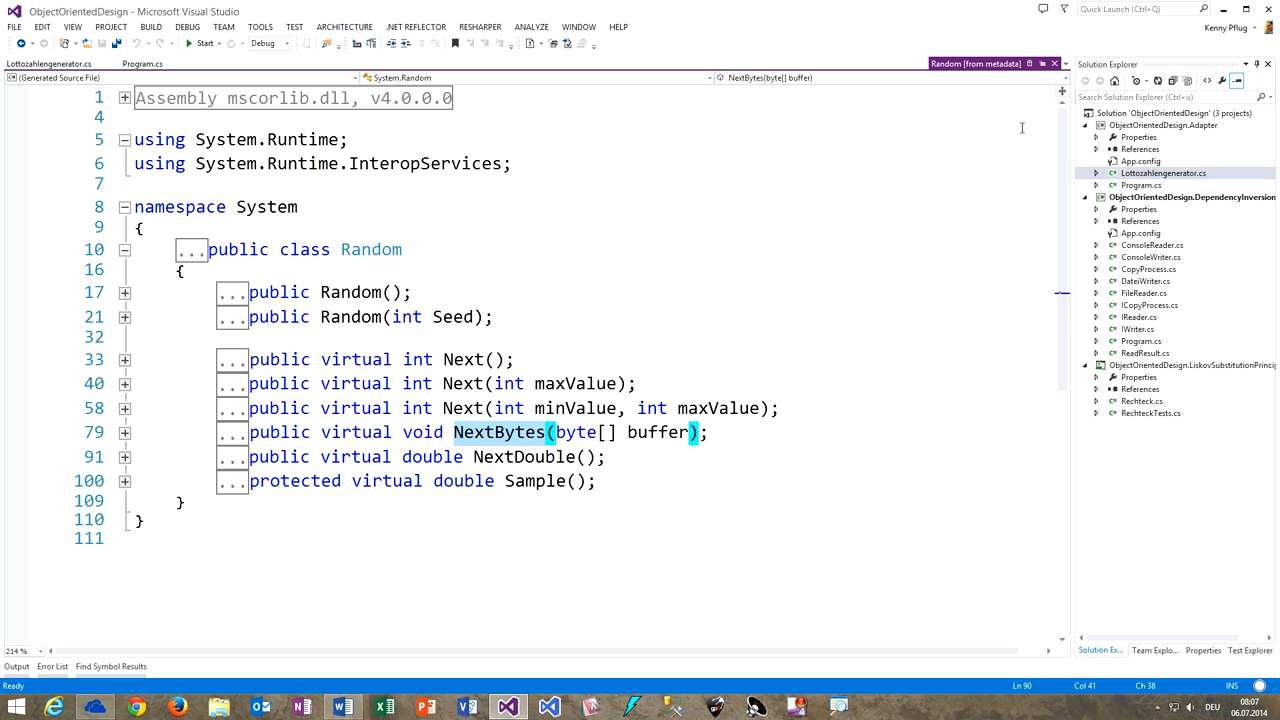 ObjectOrientedDesign - Microsoft Visual Studio
Quick Launch (Ctrl+Q)
FILE EDIT VIEW PROJECT BUILD DEBUG TEAM TOOLS TEST ARCHITECTURE .NET REFLECTOR RESHARPER ANALYZE WINDOW HELP
Kenny Pflug
Start Debug
Lottozahlengenerator.cs Program.cs Random [from metadata]
(Generated Source File) System.Random NextBytes(byte[] buffer)
1 Assembly mscorlib.dll, v4.0.0.0
4
5 using System.Runtime;
6 using System.Runtime.InteropServices;
7
8 namespace System
9 {
10 ...public class Random
16 {
17 ...public Random();
21 ...public Random(int Seed);
32
33 ...public virtual int Next();
40 ...public virtual int Next(int maxValue);
58 ...public virtual int Next(int minValue, int maxValue);
79 ...public virtual void NextBytes(byte[] buffer);
91 ...public virtual double NextDouble();
100 ...protected virtual double Sample();
109 }
110 }
111
214 %
Solution Explorer
Search Solution Explorer (Ctrl+ü)
Solution 'ObjectOrientedDesign' (3 projects)
ObjectOrientedDesign.Adapter
Properties
References
App.config
Lottozahlengenerator.cs
Program.cs
ObjectOrientedDesign.DependencyInversion
Properties
References
App.config
ConsoleReader.cs
ConsoleWriter.cs
CopyProcess.cs
DateiWriter.cs
FileReader.cs
ICopyProcess.cs
IReader.cs
IWriter.cs
Program.cs
ReadResult.cs
ObjectOrientedDesign.LiskovSubstitutionPrinci
Properties
References
Rechteck.cs
RechteckTests.cs
Solution Ex... Team Explo... Properties Test Explorer
Output Error List Find Symbol Results
Ready Ln 90 Col 41 Ch 38 INS
DEU
08:07
06.07.2014